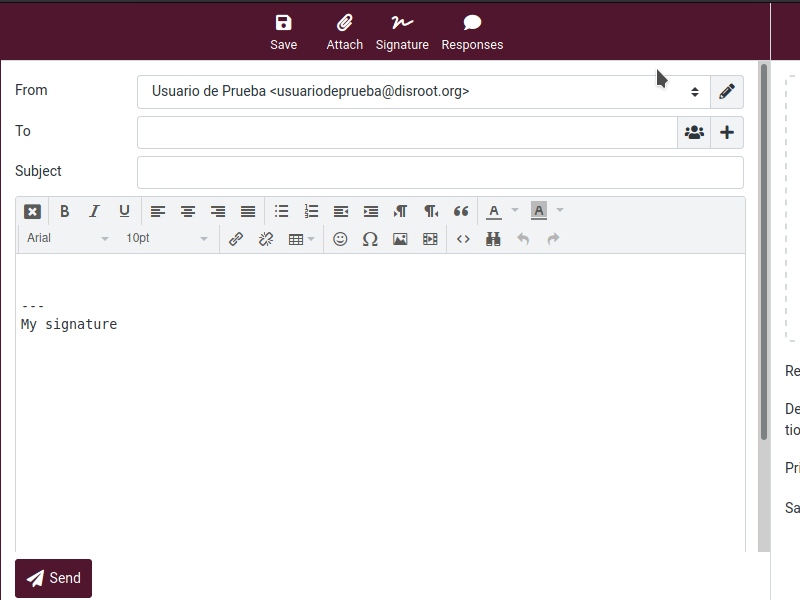 Save Attach Signature Responses
From Usuario de Prueba <usuariodeprueba@disroot.org>
To
Subject
B I U A A
Arial 10pt Ω
---
My signature
Send
Re
De
tio
Pri
Sa